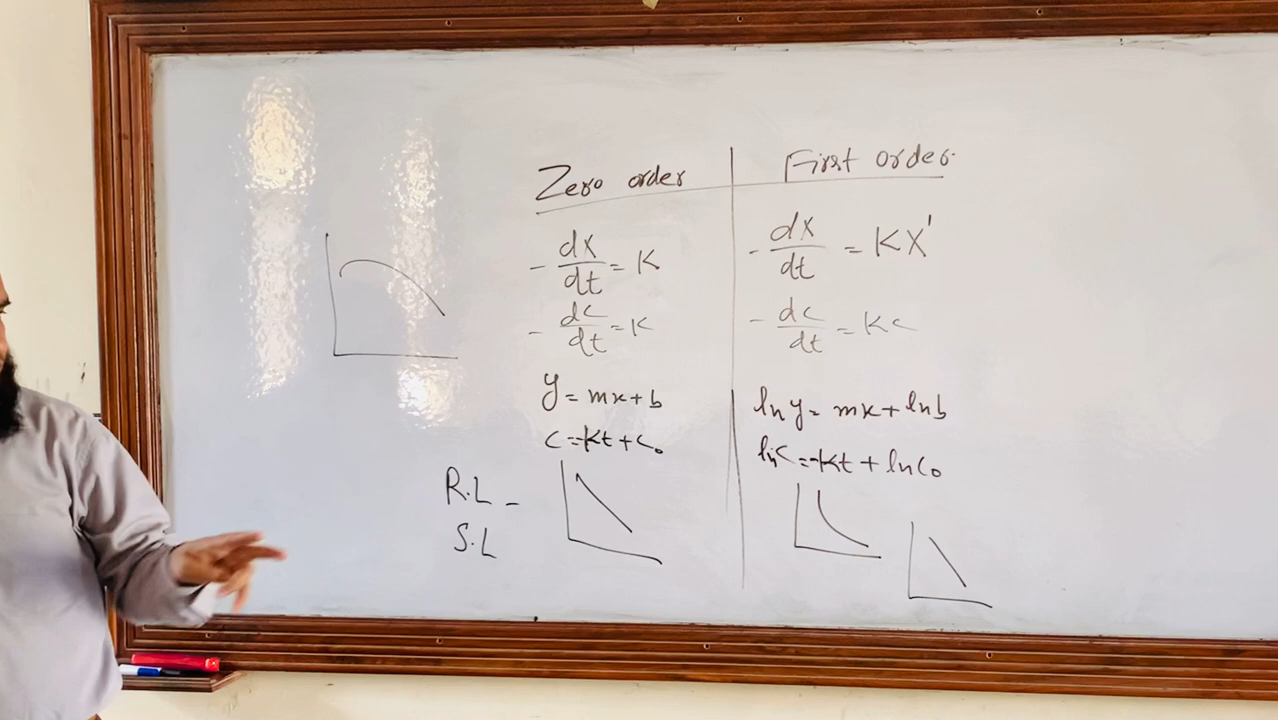 Zero order
-dx/dt = K
-dc/dt = K
y = mx + b
C = -Kt + C₀
R.L -
S.L
First order
-dx/dt = KX'
-dc/dt = Kc
ln y = mx + ln b
ln C = -Kt + ln C₀